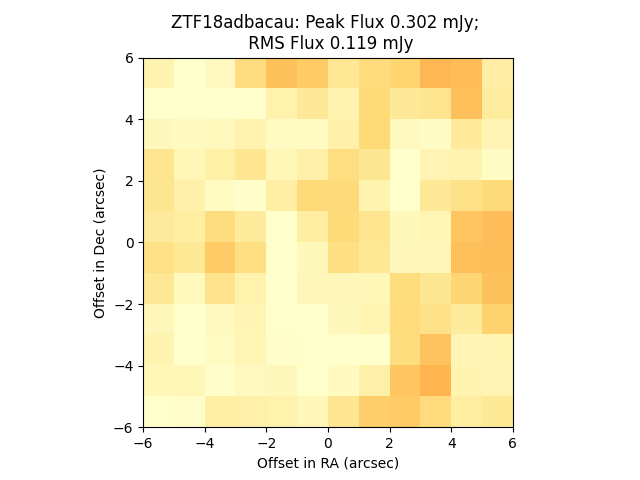 ZTF18adbacau: Peak Flux 0.302 mJy;
RMS Flux 0.119 mJy
6
4
2
0
−2
−4
−6
Offset in Dec (arcsec)
−6 −4 −2 0 2 4 6
Offset in RA (arcsec)